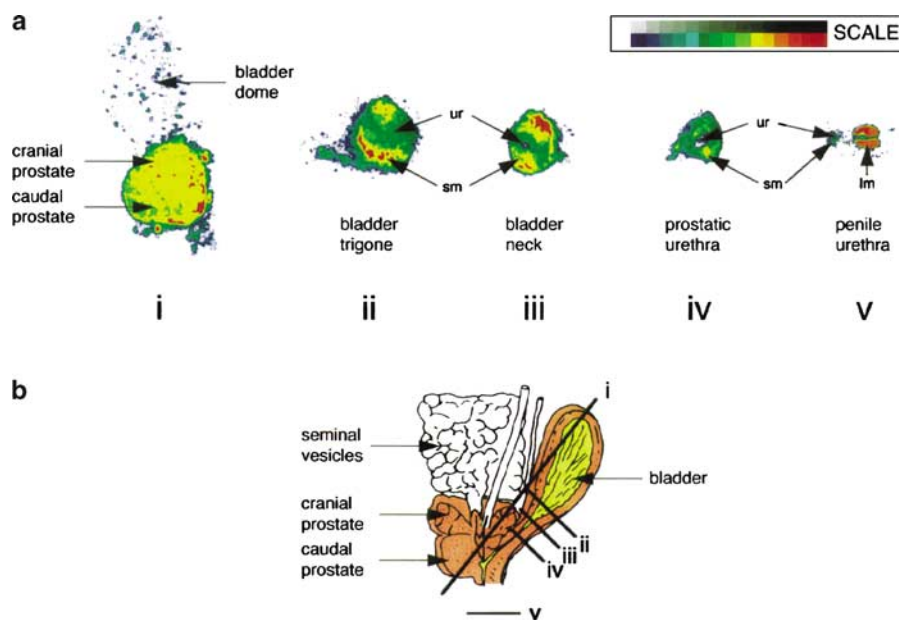 a
SCALE
bladder
dome
cranial
prostate
caudal
prostate
ur
sm
ur
sm
lm
bladder
trigone
bladder
neck
prostatic
urethra
penile
urethra
i
ii
iii
iv
v
b
i
seminal
vesicles
bladder
cranial
prostate
caudal
prostate
ii
iii
iv
v